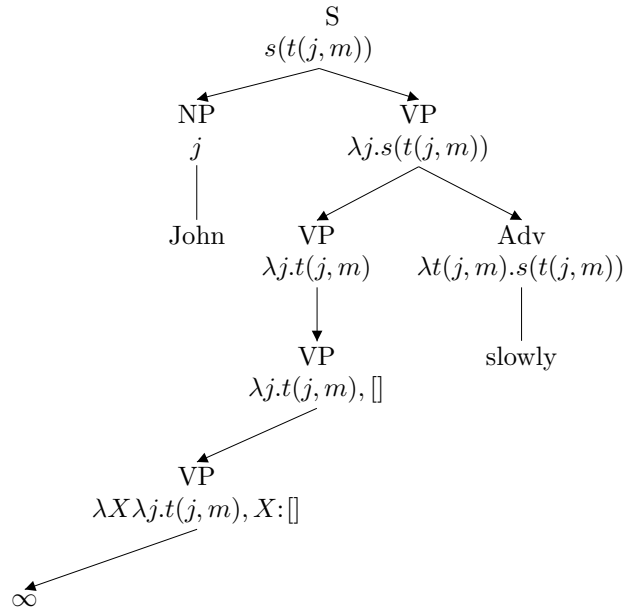 S
s(t(j, m))
NP VP
j λj.s(t(j, m))
John VP Adv
λj.t(j, m) λt(j, m).s(t(j, m))
VP slowly
λj.t(j, m), []
VP
λXλj.t(j, m), X:[]
∞